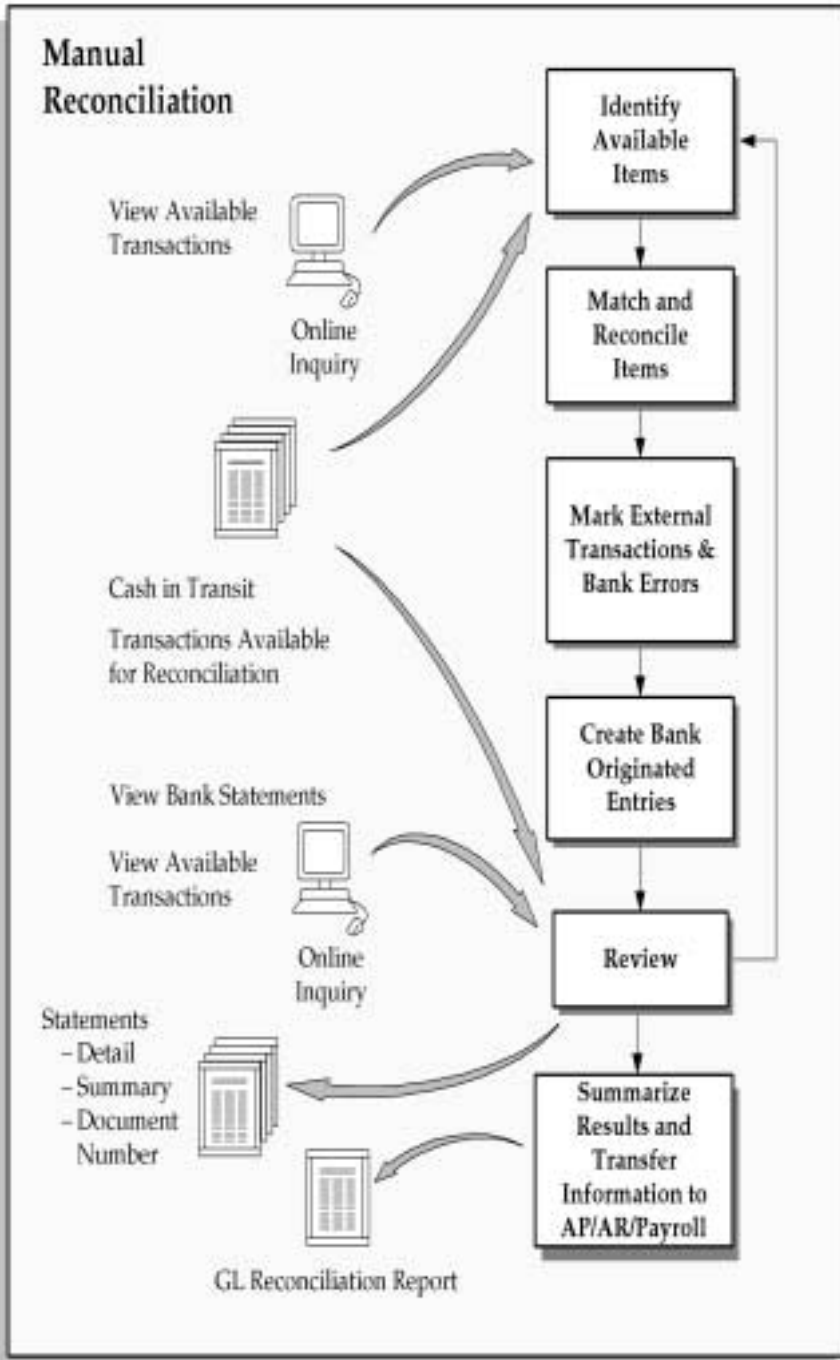 Manual
Reconciliation
Identify
Available
Items
View Available
Transactions
Online
Inquiry
Match and
Reconcile
Items
Cash in Transit
Transactions Available
for Reconciliation
Mark External
Transactions &
Bank Errors
Create Bank
Originated
Entries
View Bank Statements
View Available
Transactions
Online
Inquiry
Review
Statements
– Detail
– Summary
– Document
Number
Summarize
Results and
Transfer
Information to
AP/AR/Payroll
GL Reconciliation Report